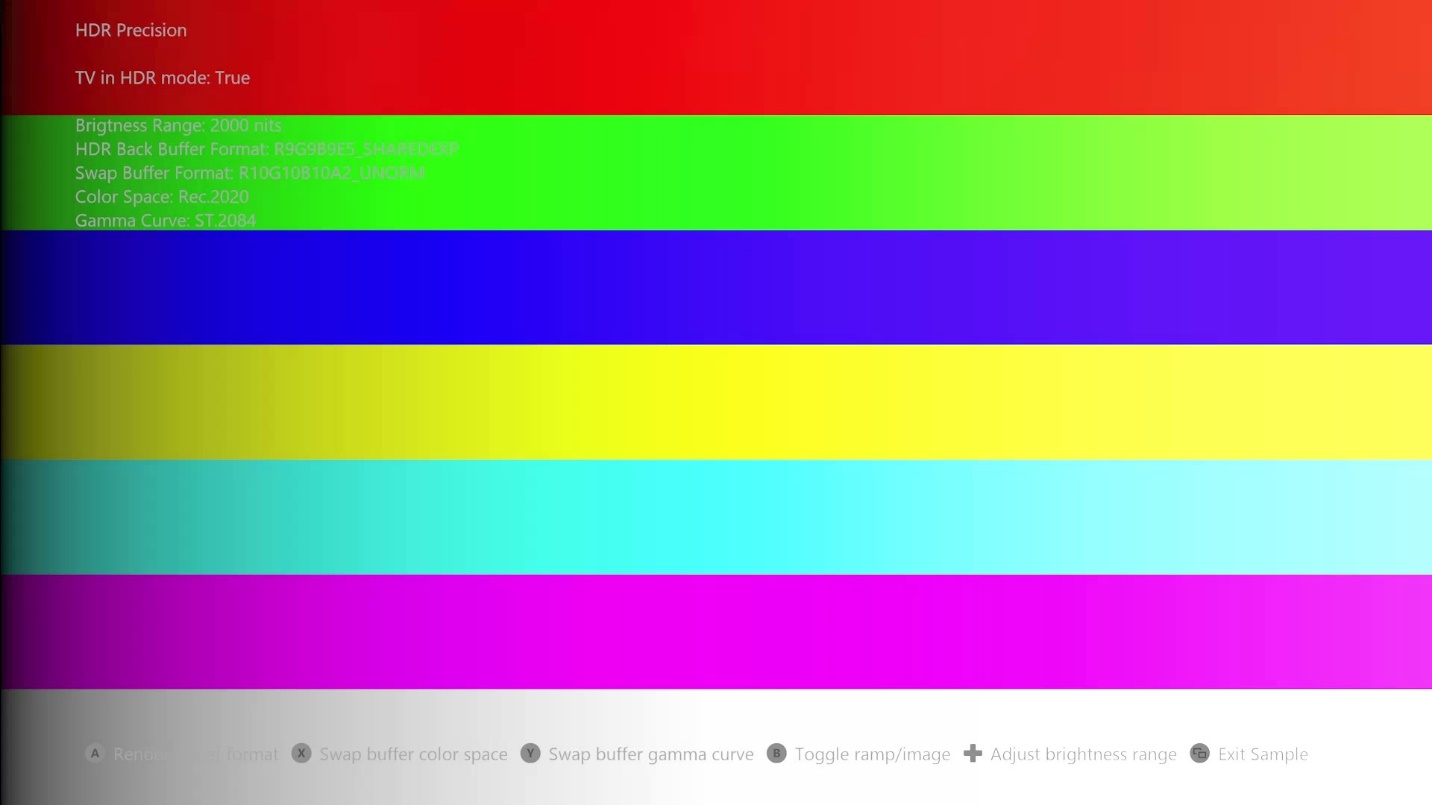 HDR Precision
TV in HDR mode: True
Brigtness Range: 2000 nits
HDR Back Buffer Format: R9G9B9E5_SHAREDEXP
Swap Buffer Format: R10G10B10A2_UNORM
Color Space: Rec.2020
Gamma Curve: ST.2084
A Render format X Swap buffer color space Y Swap buffer gamma curve B Toggle ramp/image Adjust brightness range Exit Sample